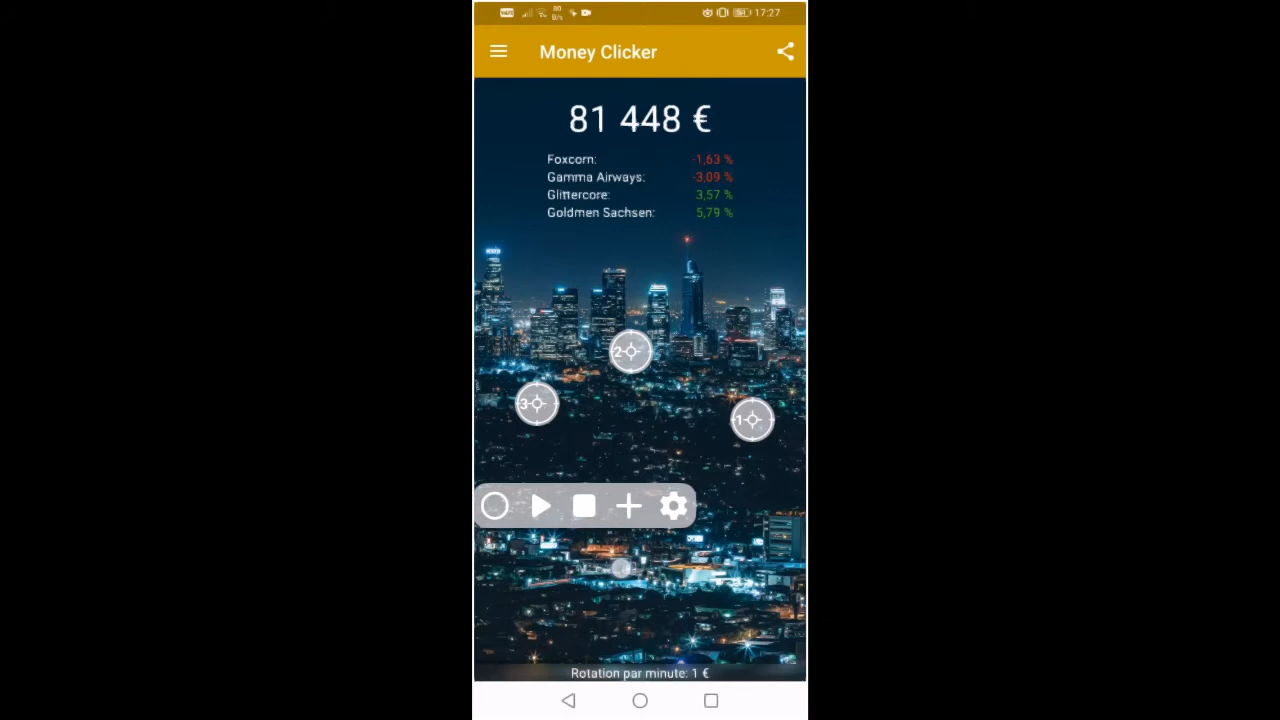 17:27
Money Clicker
81 448 €
Foxcorn: -1,63 %
Gamma Airways: -3,09 %
Glittercore: 3,57 %
Goldmen Sachsen: 5,79 %
2
3
1
Rotation par minute: 1 €